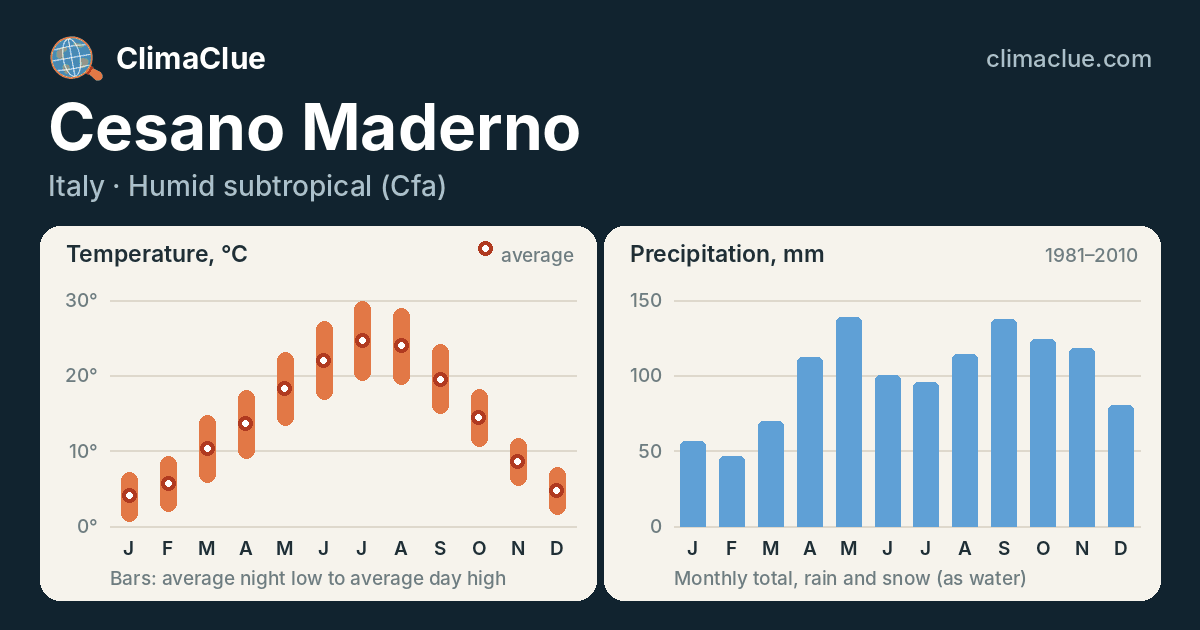 ClimaClue
climaclue.com
Cesano Maderno
Italy · Humid subtropical (Cfa)
Temperature, °C
average
30°
20°
10°
0°
J F M A M J J A S O N D
Bars: average night low to average day high
Precipitation, mm
1981–2010
150
100
50
0
J F M A M J J A S O N D
Monthly total, rain and snow (as water)